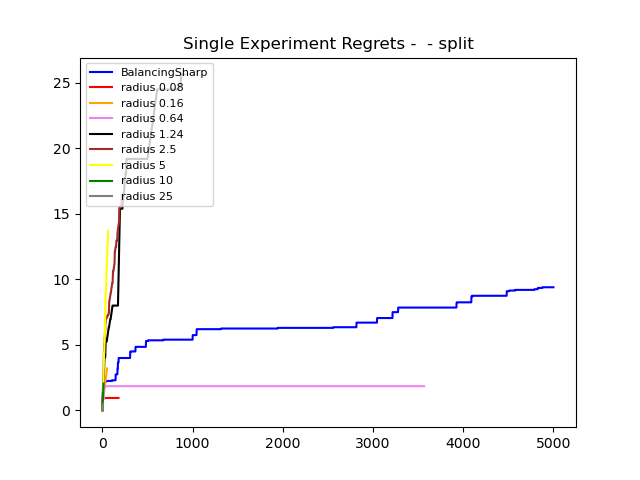 Single Experiment Regrets -  - split
BalancingSharp
radius 0.08
radius 0.16
radius 0.64
radius 1.24
radius 2.5
radius 5
radius 10
radius 25
25
20
15
10
5
0
0 1000 2000 3000 4000 5000